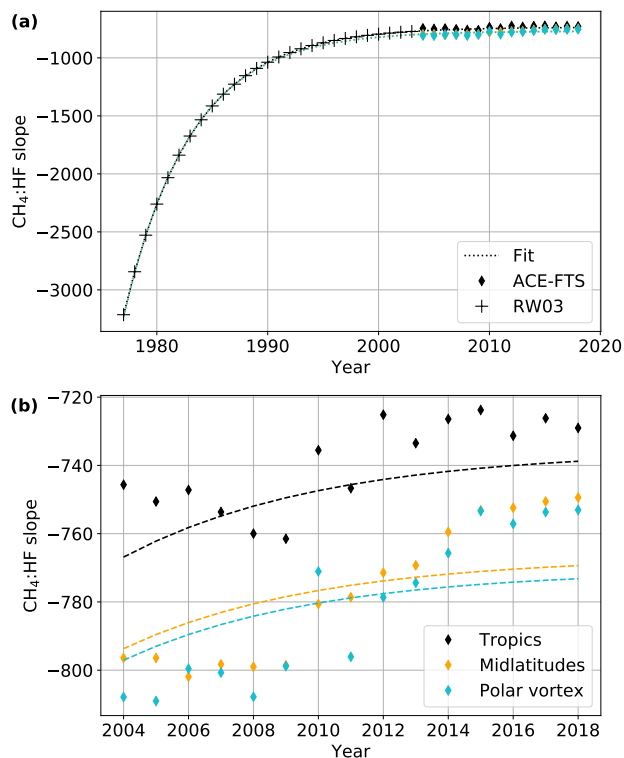 (a)
−1000
−1500
−2000
−2500
−3000
CH₄:HF slope
Fit
ACE-FTS
RW03
1980 1990 2000 2010 2020
Year
(b)
−720
−740
−760
−780
−800
CH₄:HF slope
Tropics
Midlatitudes
Polar vortex
2004 2006 2008 2010 2012 2014 2016 2018
Year